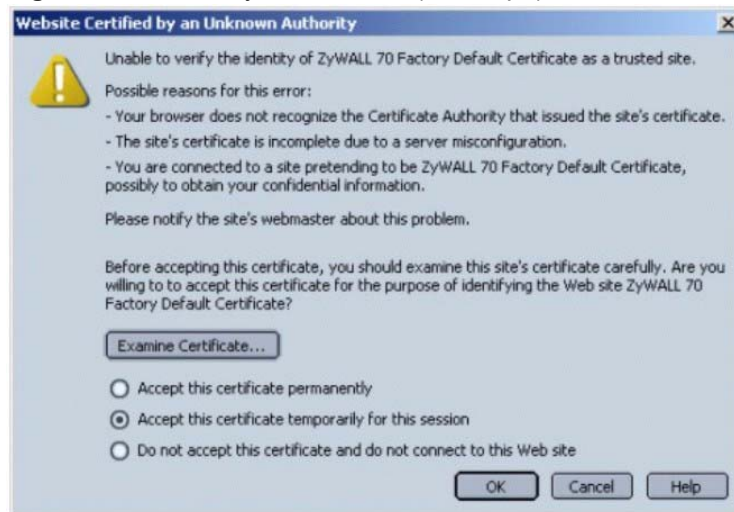 Website Certified by an Unknown Authority
Unable to verify the identity of ZyWALL 70 Factory Default Certificate as a trusted site.
Possible reasons for this error:
- Your browser does not recognize the Certificate Authority that issued the site's certificate.
- The site's certificate is incomplete due to a server misconfiguration.
- You are connected to a site pretending to be ZyWALL 70 Factory Default Certificate,
possibly to obtain your confidential information.
Please notify the site's webmaster about this problem.
Before accepting this certificate, you should examine this site's certificate carefully. Are you
willing to to accept this certificate for the purpose of identifying the Web site ZyWALL 70
Factory Default Certificate?
Examine Certificate...
Accept this certificate permanently
Accept this certificate temporarily for this session
Do not accept this certificate and do not connect to this Web site
OK Cancel Help